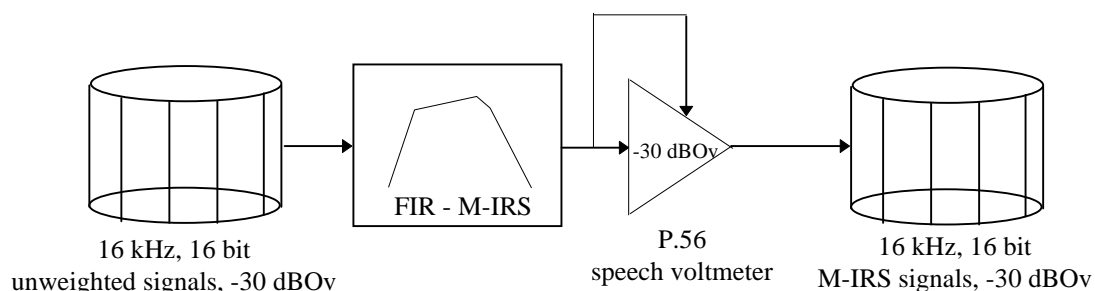 -30 dBOv
FIR - M-IRS
16 kHz, 16 bit
unweighted signals, -30 dBOv
P.56
speech voltmeter
16 kHz, 16 bit
M-IRS signals, -30 dBOv